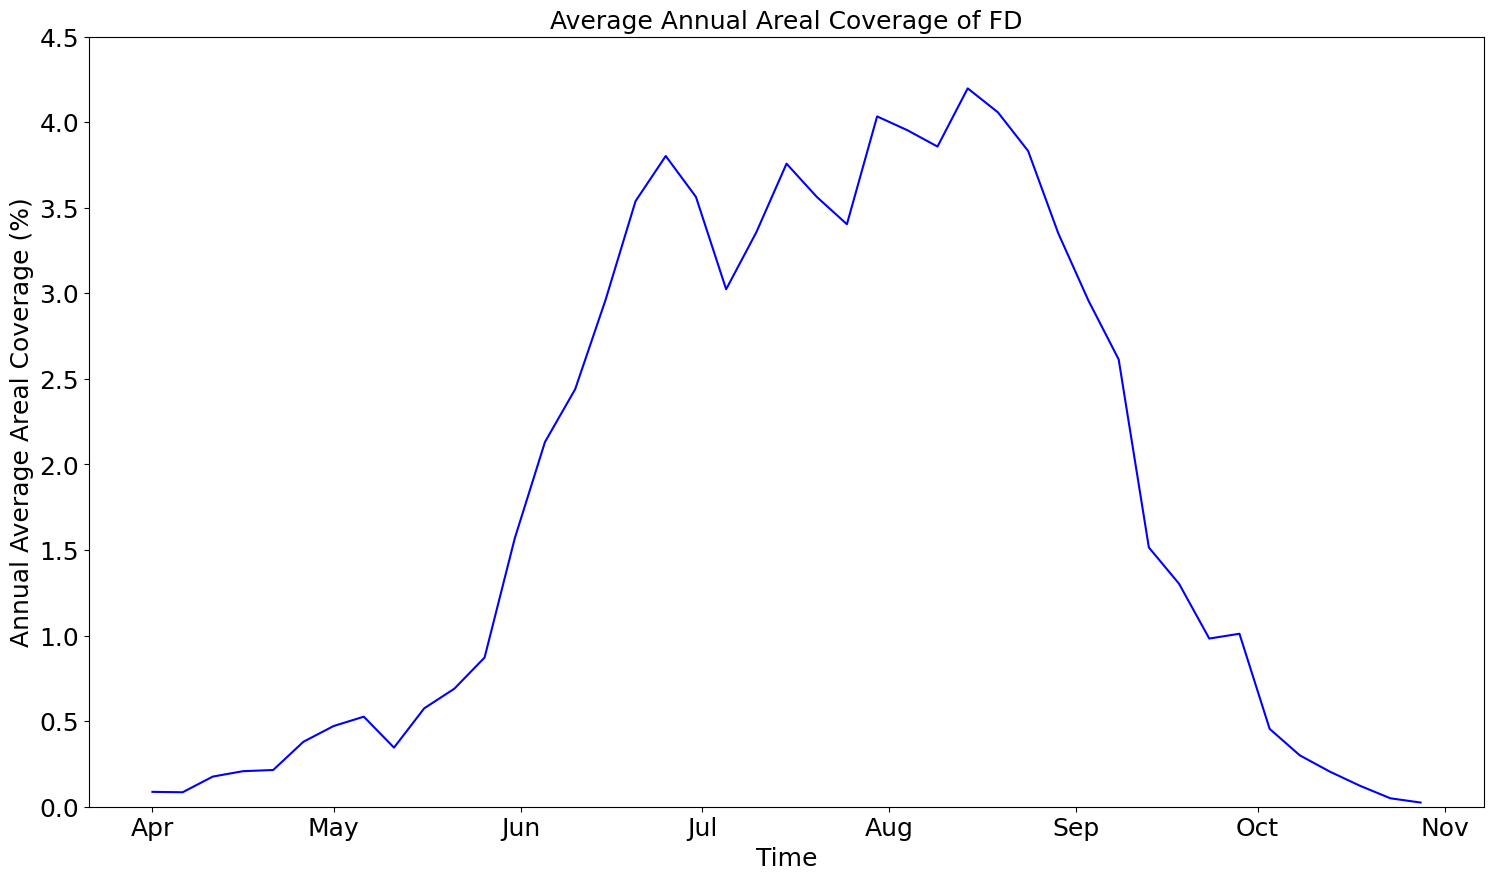 Average Annual Areal Coverage of FD
Annual Average Areal Coverage (%)
4.5
4.0
3.5
3.0
2.5
2.0
1.5
1.0
0.5
0.0
Apr May Jun Jul Aug Sep Oct Nov
Time